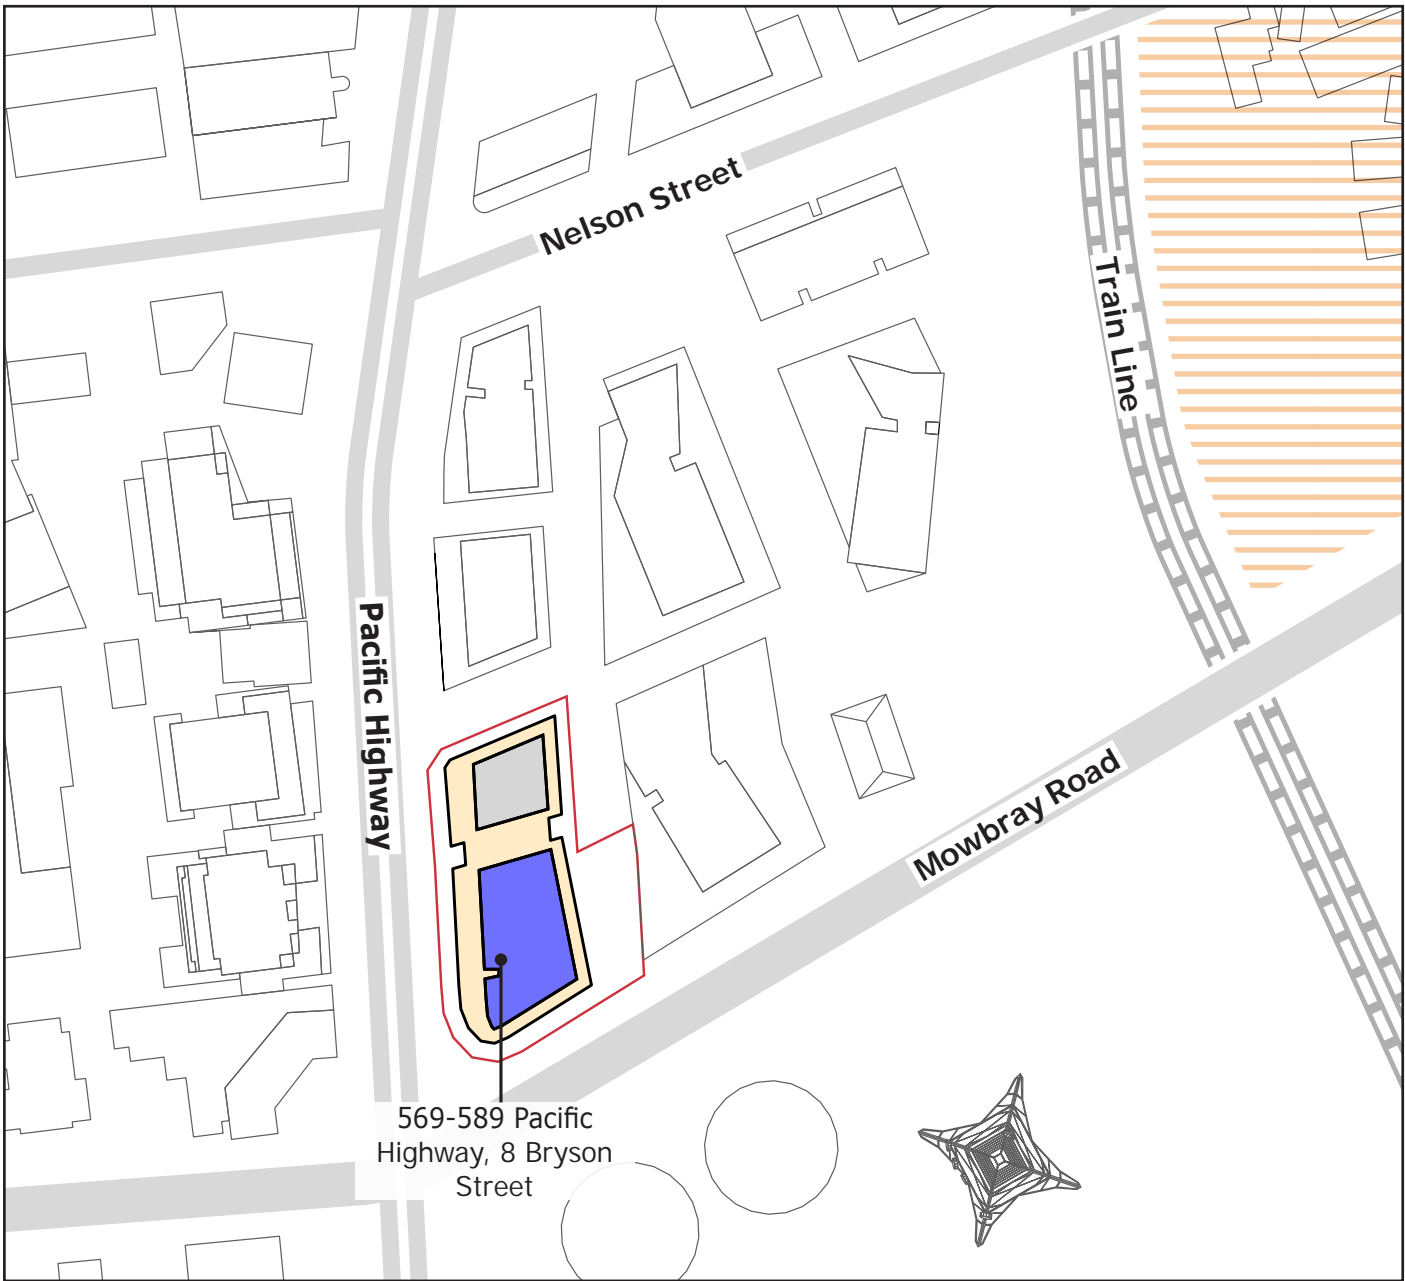 Nelson Street
Train Line
Pacific Highway
Mowbray Road
569-589 Pacific
Highway, 8 Bryson
Street